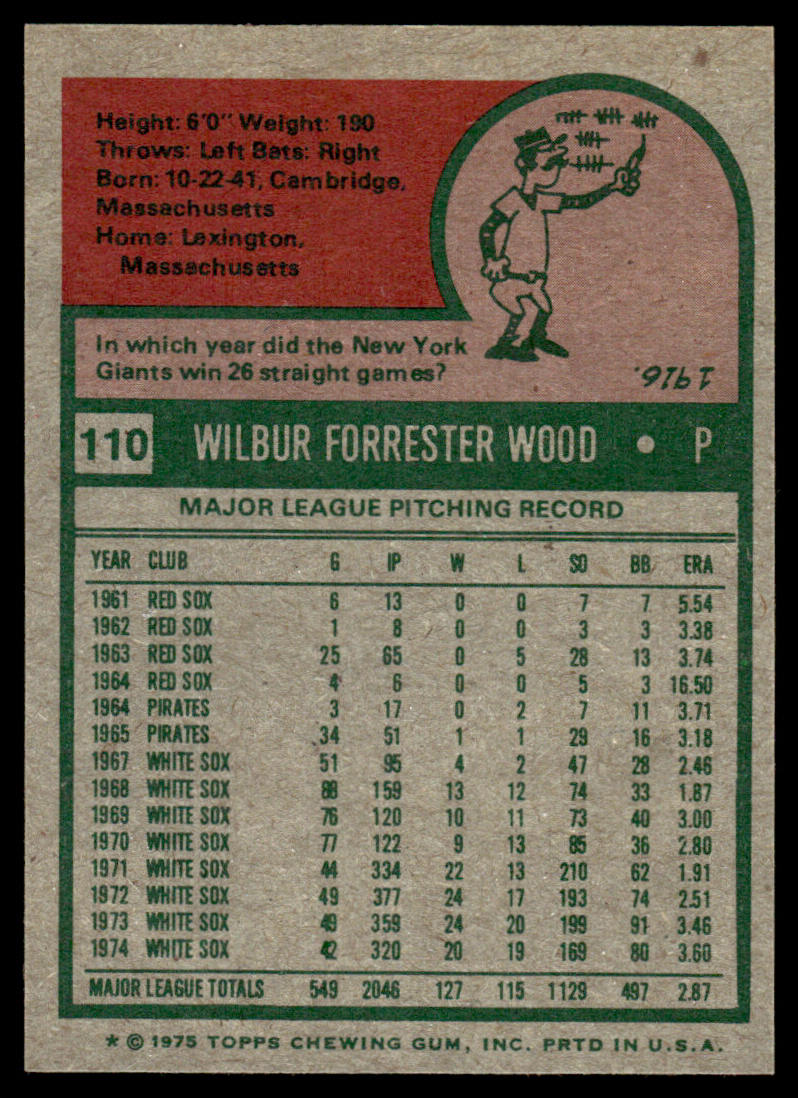 Height: 6'0" Weight: 190
Throws: Left Bats: Right
Born: 10-22-41, Cambridge,
Massachusetts
Home: Lexington,
Massachusetts
In which year did the New York
Giants win 26 straight games?
1916.
110 WILBUR FORRESTER WOOD • P
MAJOR LEAGUE PITCHING RECORD
YEAR CLUB G IP W L SO BB ERA
1961 RED SOX 6 13 0 0 7 7 5.54
1962 RED SOX 1 8 0 0 3 3 3.38
1963 RED SOX 25 65 0 5 28 13 3.74
1964 RED SOX 4 6 0 0 5 3 16.50
1964 PIRATES 3 17 0 2 7 11 3.71
1965 PIRATES 34 51 1 1 29 16 3.18
1967 WHITE SOX 51 95 4 2 47 28 2.46
1968 WHITE SOX 88 159 13 12 74 33 1.87
1969 WHITE SOX 76 120 10 11 73 40 3.00
1970 WHITE SOX 77 122 9 13 85 36 2.80
1971 WHITE SOX 44 334 22 13 210 62 1.91
1972 WHITE SOX 49 377 24 17 193 74 2.51
1973 WHITE SOX 49 359 24 20 199 91 3.46
1974 WHITE SOX 42 320 20 19 169 80 3.60
MAJOR LEAGUE TOTALS 549 2046 127 115 1129 497 2.87
* © 1975 TOPPS CHEWING GUM, INC. PRTD IN U.S.A.